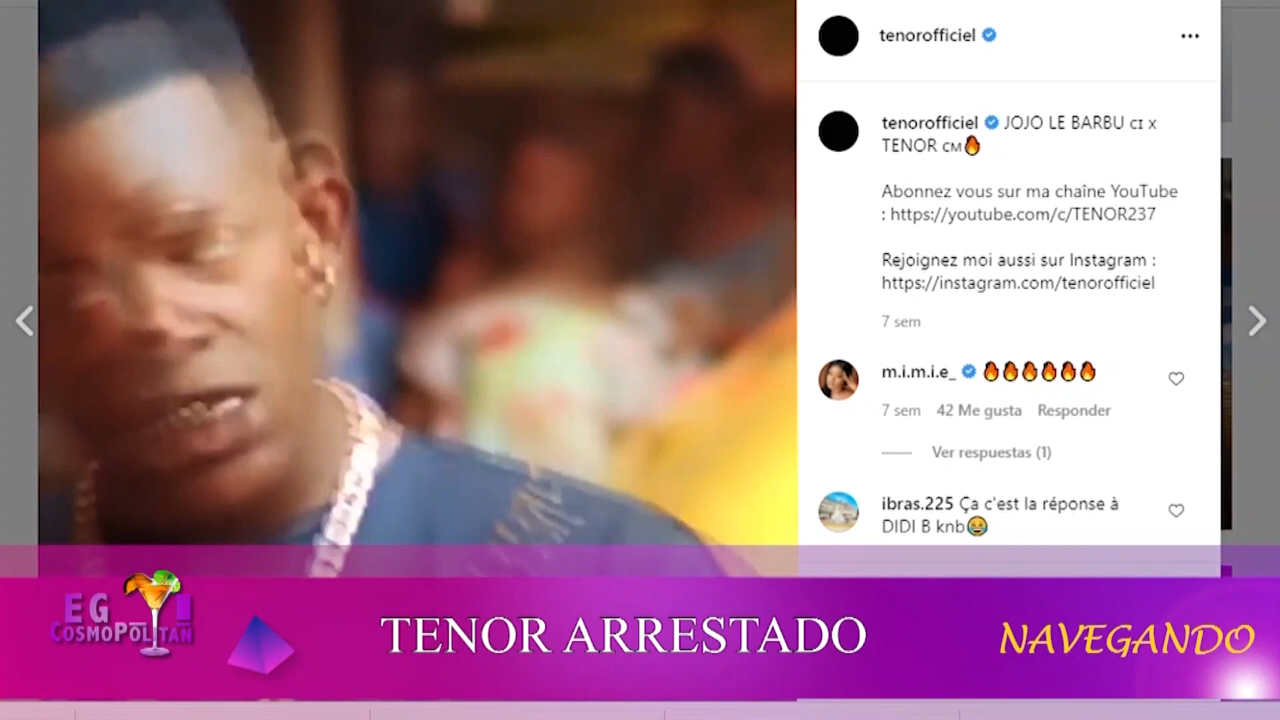 tenorofficiel
tenorofficiel JOJO LE BARBU ᴄɪ x
TENOR ᴄᴍ🔥
Abonnez vous sur ma chaîne YouTube
: https://youtube.com/c/TENOR237
Rejoignez moi aussi sur Instagram :
https://instagram.com/tenorofficiel
7 sem
m.i.m.i.e_ 🔥🔥🔥🔥🔥🔥
7 sem 42 Me gusta Responder
Ver respuestas (1)
ibras.225 Ça c'est la réponse à
DIDI B knb😂
EG
COSMOPOLITAN
TENOR ARRESTADO
NAVEGANDO